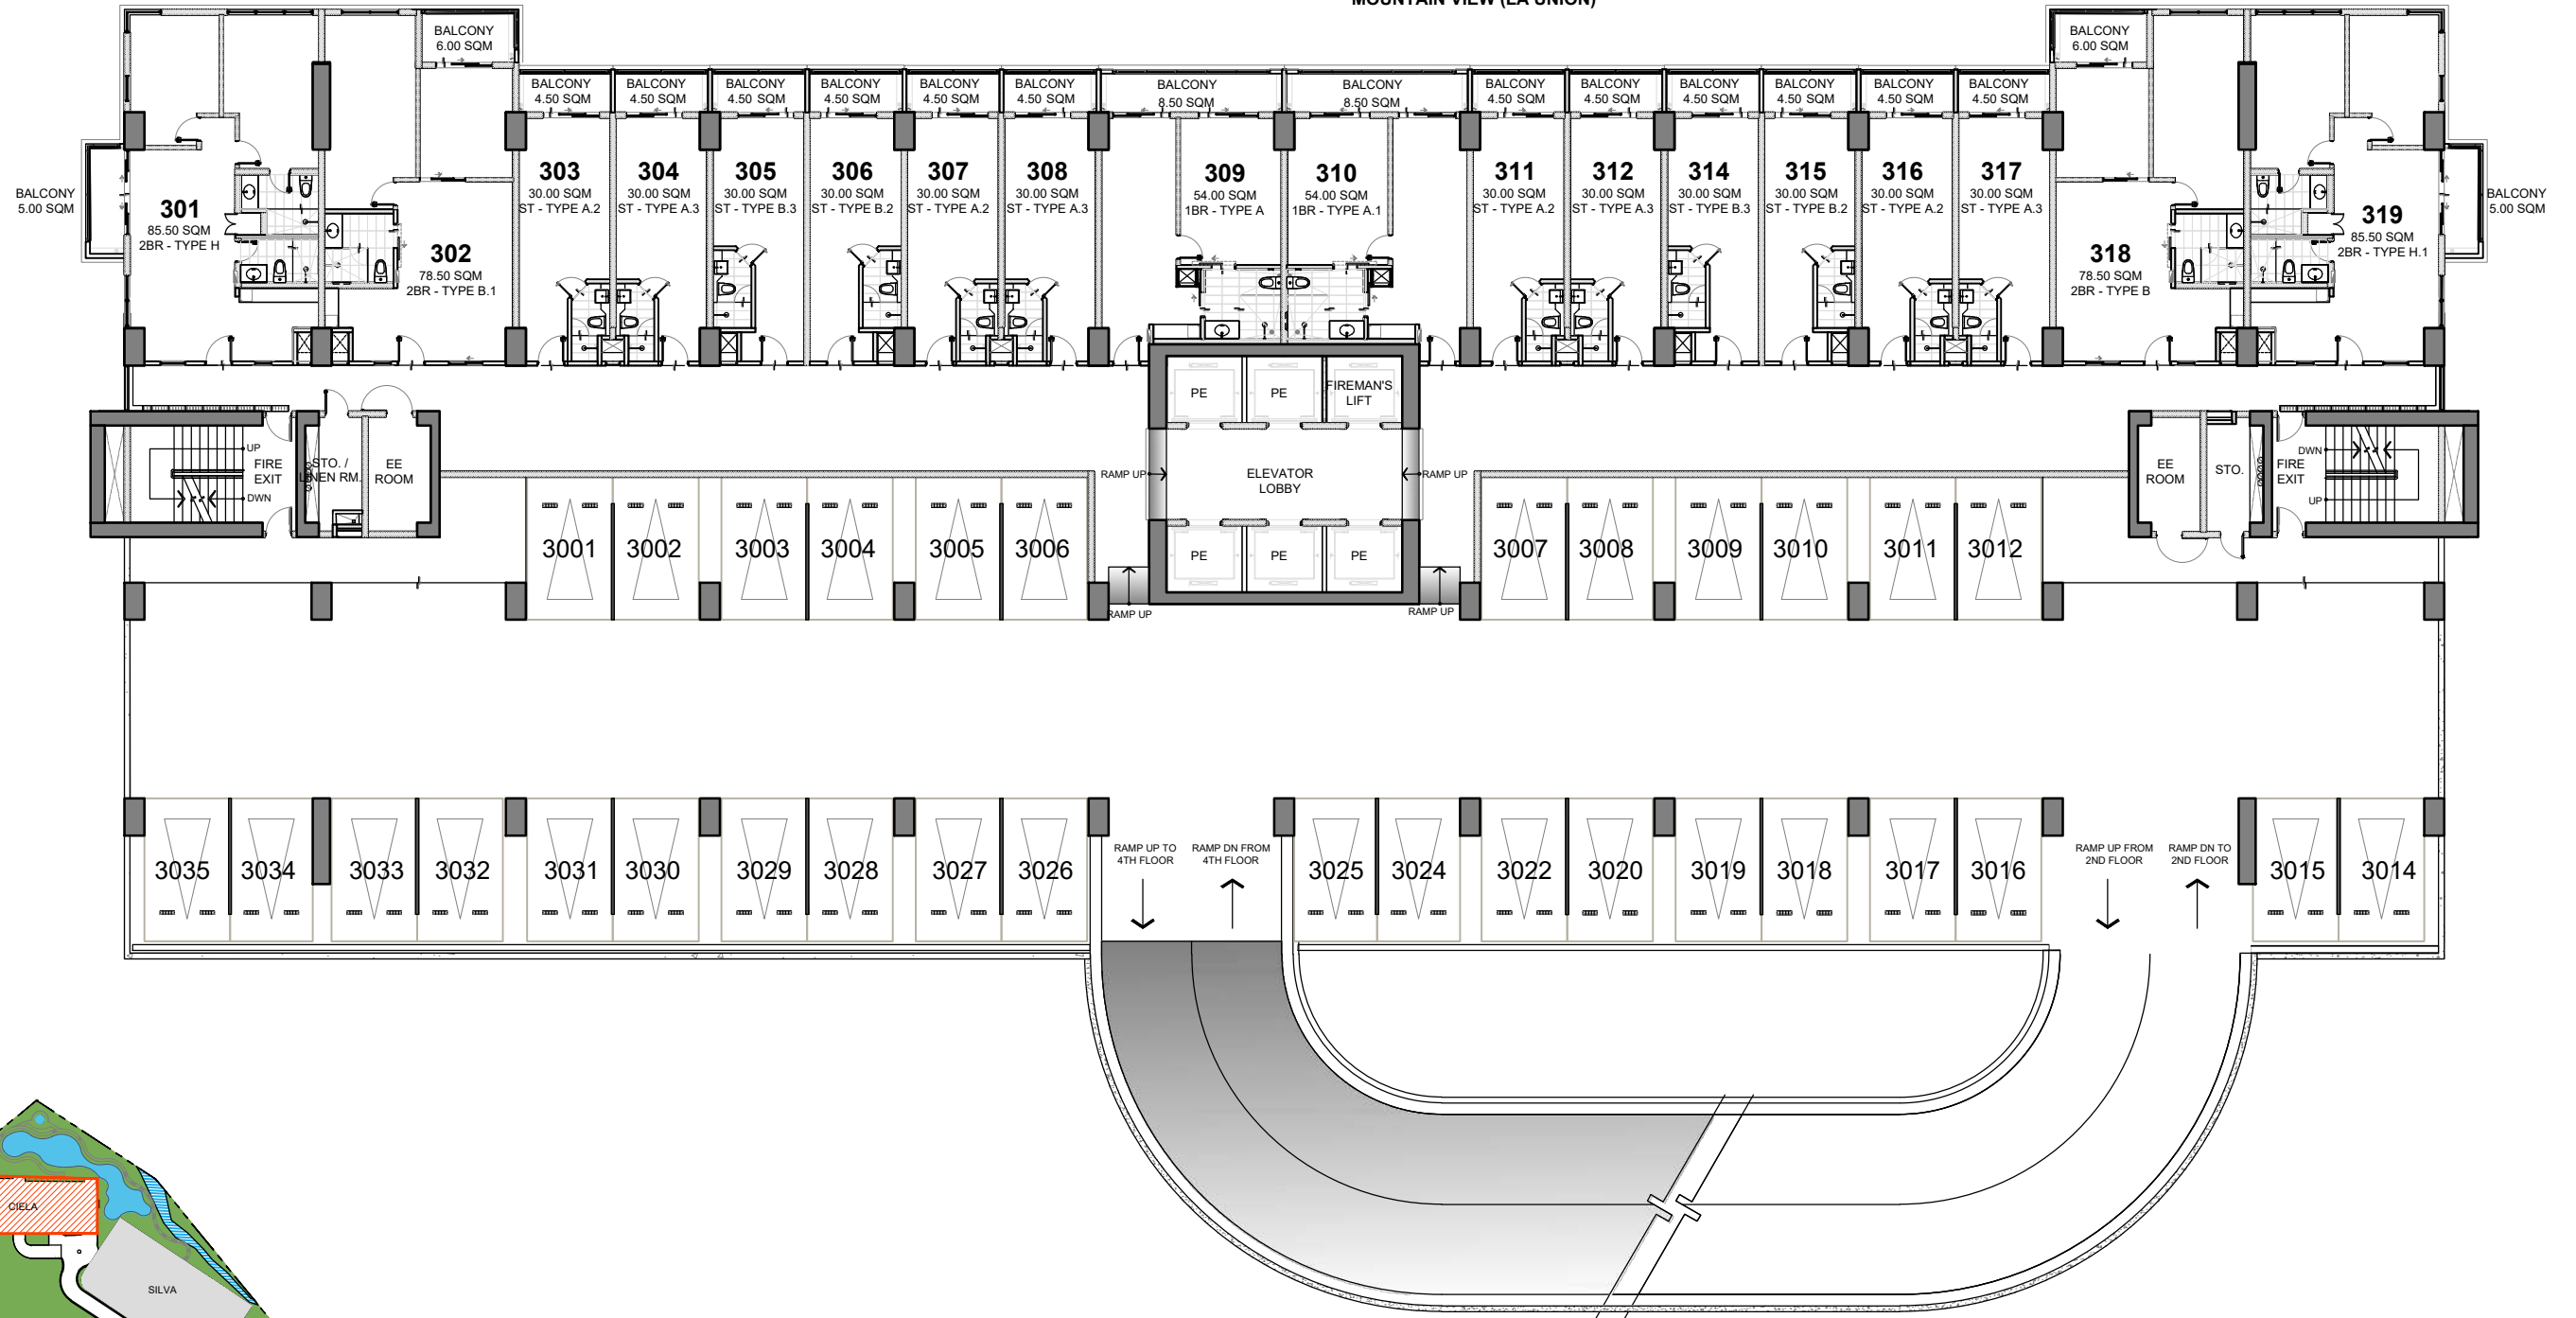 MOUNTAIN VIEW (LA UNION)
BALCONY
6.00 SQM
BALCONY
6.00 SQM
BALCONY
4.50 SQM
BALCONY
4.50 SQM
BALCONY
4.50 SQM
BALCONY
4.50 SQM
BALCONY
4.50 SQM
BALCONY
4.50 SQM
BALCONY
8.50 SQM
BALCONY
8.50 SQM
BALCONY
4.50 SQM
BALCONY
4.50 SQM
BALCONY
4.50 SQM
BALCONY
4.50 SQM
BALCONY
4.50 SQM
BALCONY
4.50 SQM
BALCONY
5.00 SQM
301
85.50 SQM
2BR - TYPE H
302
78.50 SQM
2BR - TYPE B.1
303
30.00 SQM
ST - TYPE A.2
304
30.00 SQM
ST - TYPE A.3
305
30.00 SQM
ST - TYPE B.3
306
30.00 SQM
ST - TYPE B.2
307
30.00 SQM
ST - TYPE A.2
308
30.00 SQM
ST - TYPE A.3
309
54.00 SQM
1BR - TYPE A
310
54.00 SQM
1BR - TYPE A.1
311
30.00 SQM
ST - TYPE A.2
312
30.00 SQM
ST - TYPE A.3
314
30.00 SQM
ST - TYPE B.3
315
30.00 SQM
ST - TYPE B.2
316
30.00 SQM
ST - TYPE A.2
317
30.00 SQM
ST - TYPE A.3
318
78.50 SQM
2BR - TYPE B
319
85.50 SQM
2BR - TYPE H.1
BALCONY
5.00 SQM
PE
PE
FIREMAN'S
LIFT
UP
FIRE
EXIT
DWN
STO. /
LINEN RM.
EE
ROOM
RAMP UP
ELEVATOR
LOBBY
RAMP UP
EE
ROOM
STO.
FIRE
EXIT
DWN
UP
3001
3002
3003
3004
3005
3006
PE
PE
PE
3007
3008
3009
3010
3011
3012
RAMP UP
RAMP UP
3035
3034
3033
3032
3031
3030
3029
3028
3027
3026
RAMP UP TO
4TH FLOOR
RAMP DN FROM
4TH FLOOR
3025
3024
3022
3020
3019
3018
3017
3016
RAMP UP FROM
2ND FLOOR
RAMP DN TO
2ND FLOOR
3015
3014
CIELA
SILVA